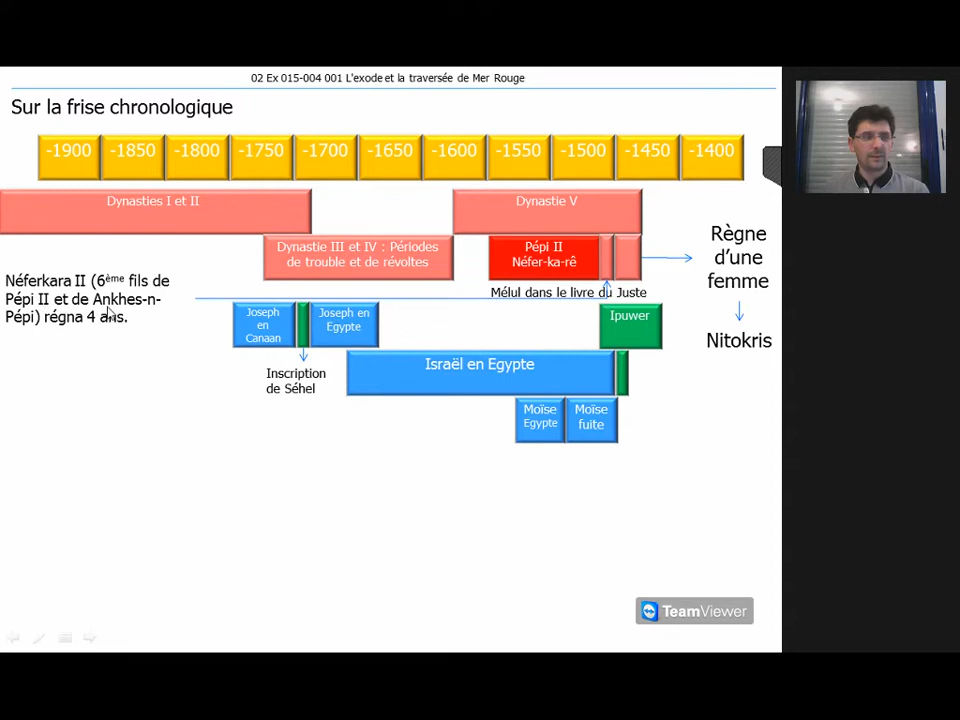 02 Ex 015-004 001 L'exode et la traversée de Mer Rouge
Sur la frise chronologique
-1900 -1850 -1800 -1750 -1700 -1650 -1600 -1550 -1500 -1450 -1400
Dynasties I et II
Dynastie V
Dynastie III et IV : Périodes
de trouble et de révoltes
Pépi II
Néfer-ka-rê
Règne
d'une
femme
Nitokris
Néferkara II (6ème fils de
Pépi II et de Ankhes-n-
Pépi) régna 4 ans.
Mélul dans le livre du Juste
Joseph
en
Canaan
Joseph en
Egypte
Ipuwer
Inscription
de Séhel
Israël en Egypte
Moïse
Egypte
Moïse
fuite
TeamViewer